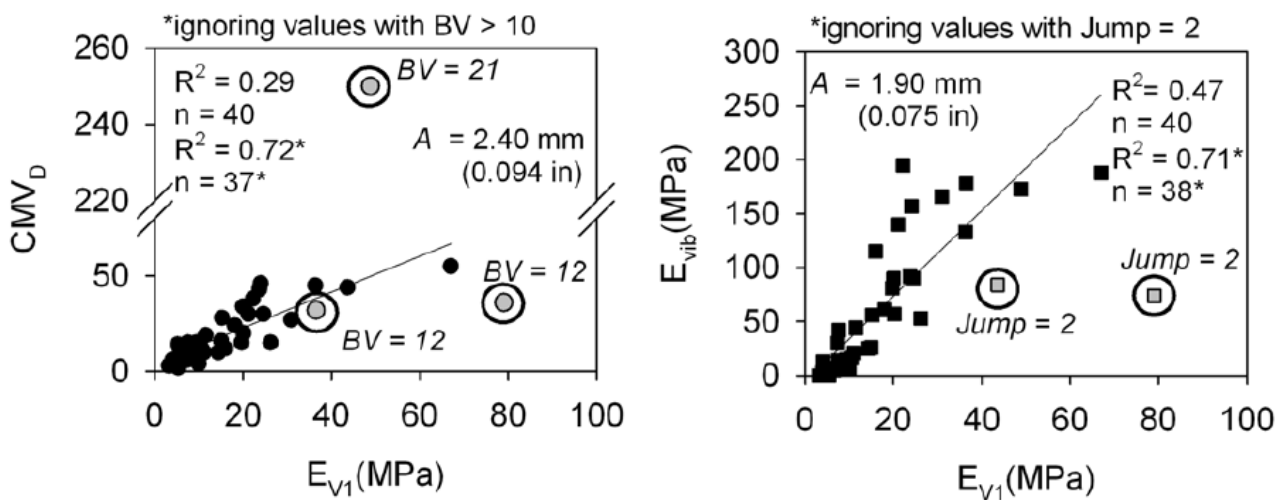 *ignoring values with BV > 10
260
250
240
230
220
50
0
CMV_D
R² = 0.29
n = 40
R² = 0.72*
n = 37*
BV = 21
A = 2.40 mm
(0.094 in)
BV = 12
BV = 12
0 20 40 60 80 100
E_V1(MPa)
*ignoring values with Jump = 2
300
250
200
150
100
50
0
E_vib(MPa)
A = 1.90 mm
(0.075 in)
R²= 0.47
n = 40
R² = 0.71*
n = 38*
Jump = 2
Jump = 2
0 20 40 60 80 100
E_V1(MPa)